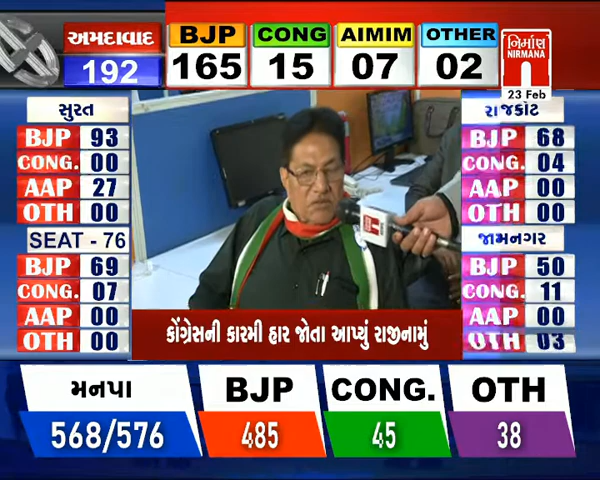 અમદાવાદ
192
BJP
165
CONG
15
AIMIM
07
OTHER
02
નિર્માણ
NIRMANA
23 Feb
સુરત
BJP 93
CONG. 00
AAP 27
OTH 00
SEAT - 76
BJP 69
CONG. 07
AAP 00
OTH 00
રાજકોટ
BJP 68
CONG. 04
AAP 00
OTH 00
જામનગર
BJP 50
CONG. 11
AAP 00
OTH 03
કોંગ્રેસની કારમી હાર જોતા આપ્યું રાજીનામું
મનપા
568/576
BJP
485
CONG.
45
OTH
38